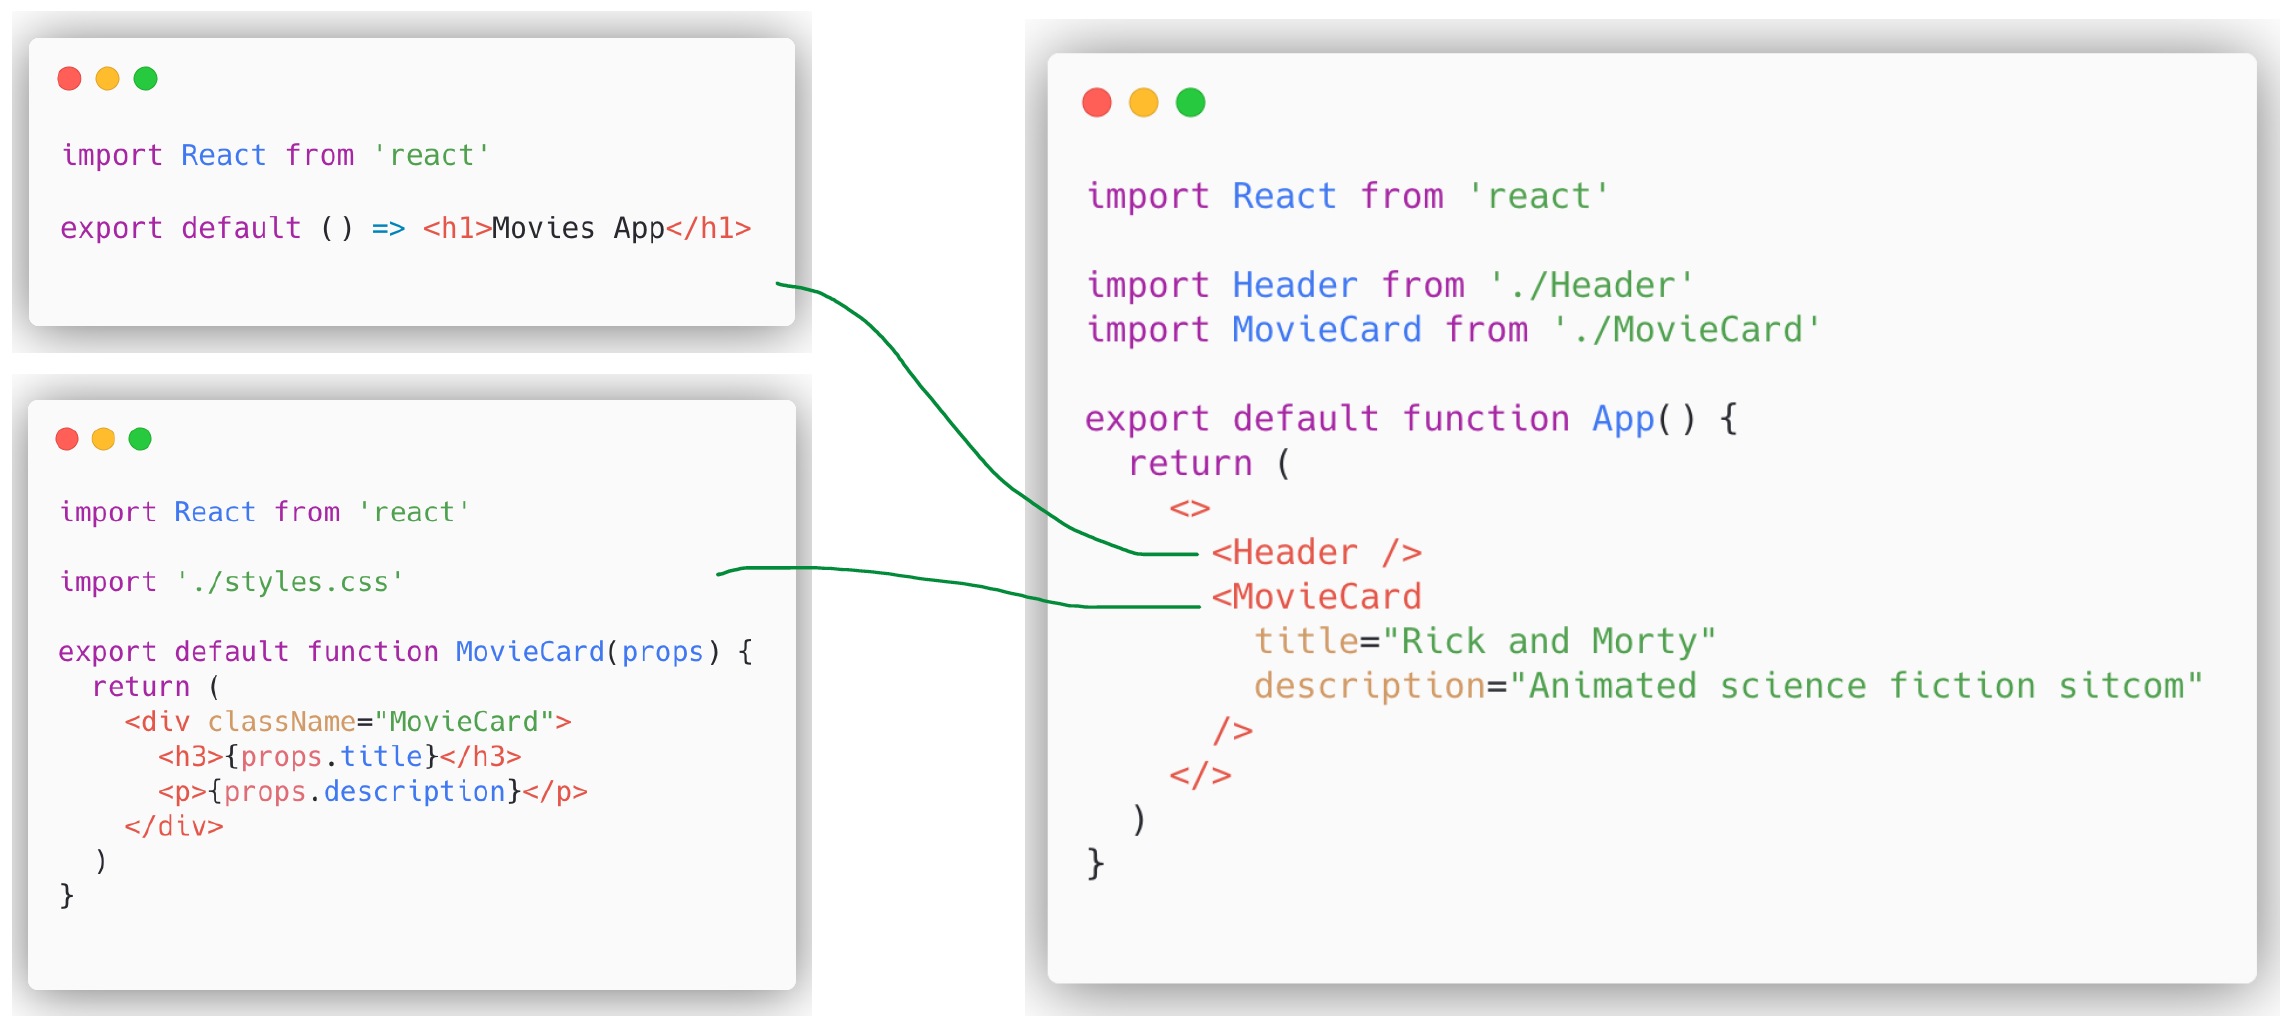 import React from 'react'
export default () => <h1>Movies App</h1>
import React from 'react'
import './styles.css'
export default function MovieCard(props) {
  return (
    <div className="MovieCard">
      <h3>{props.title}</h3>
      <p>{props.description}</p>
    </div>
  )
}
import React from 'react'
import Header from './Header'
import MovieCard from './MovieCard'
export default function App() {
  return (
    <>
      <Header />
      <MovieCard
        title="Rick and Morty"
        description="Animated science fiction sitcom"
      />
    </>
  )
}